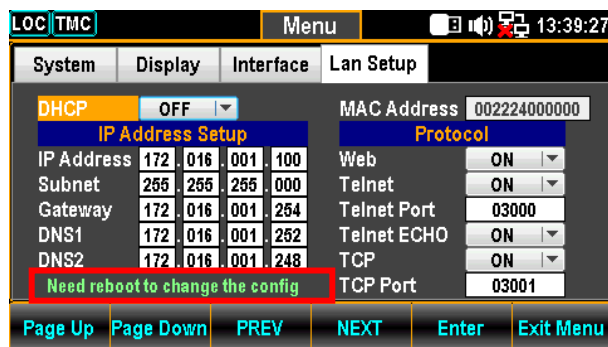 LOC TMC Menu 13:39:27
System Display Interface Lan Setup
DHCP OFF MAC Address 002224000000
IP Address Setup Protocol
IP Address 172 . 016 . 001 . 100 Web ON
Subnet 255 . 255 . 255 . 000 Telnet ON
Gateway 172 . 016 . 001 . 254 Telnet Port 03000
DNS1 172 . 016 . 001 . 252 Telnet ECHO ON
DNS2 172 . 016 . 001 . 248 TCP ON
Need reboot to change the config TCP Port 03001
Page Up Page Down PREV NEXT Enter Exit Menu